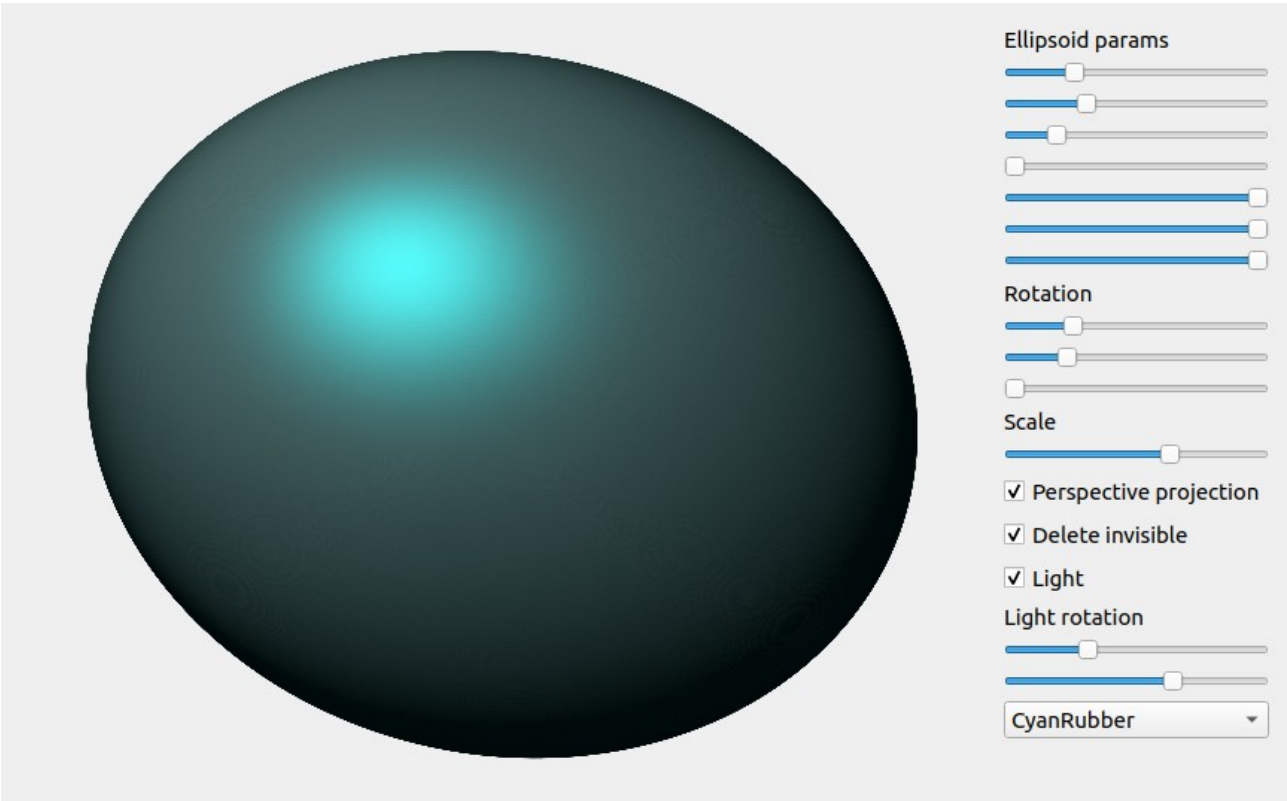 Ellipsoid params
Rotation
Scale
Perspective projection
Delete invisible
Light
Light rotation
CyanRubber